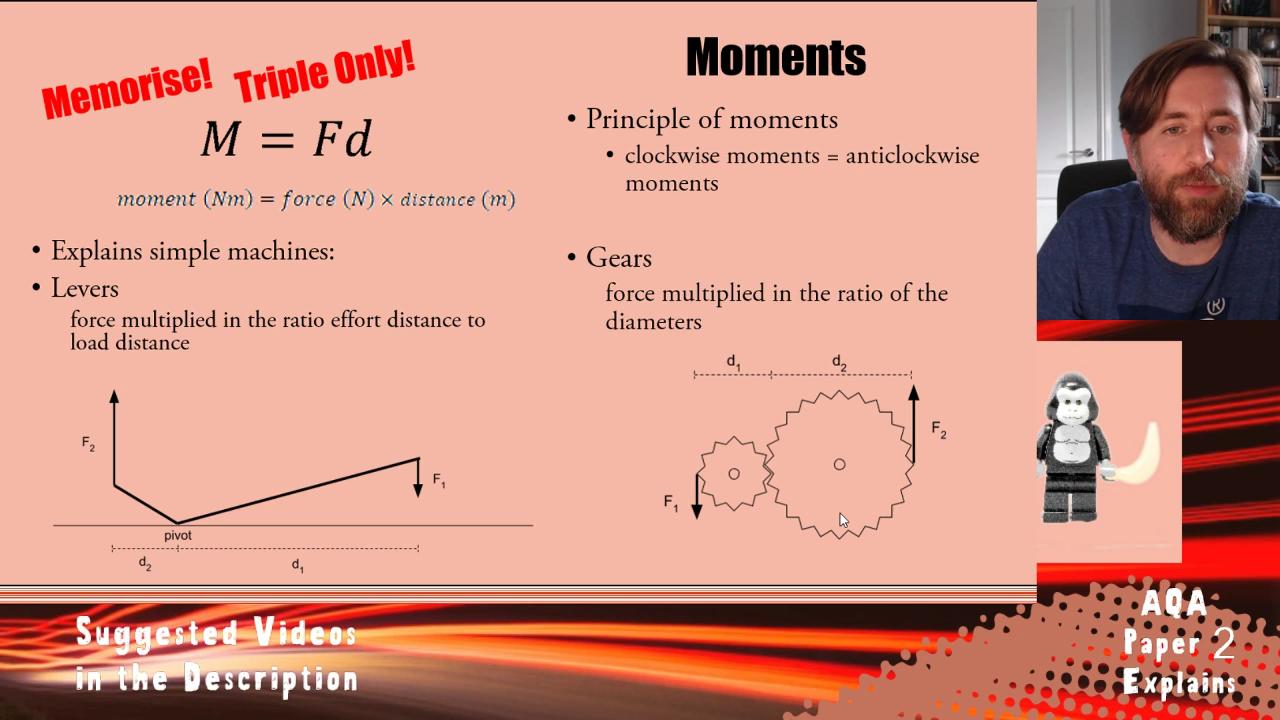 Memorise! Triple Only!
M = Fd
moment (Nm) = force (N) × distance (m)
• Explains simple machines:
• Levers
force multiplied in the ratio effort distance to
load distance
F₂
F₁
pivot
d₂
d₁
Moments
• Principle of moments
• clockwise moments = anticlockwise
moments
• Gears
force multiplied in the ratio of the
diameters
d₁
d₂
F₂
F₁
®
Suggested Videos
in the Description
AQA
Paper 2
Explains